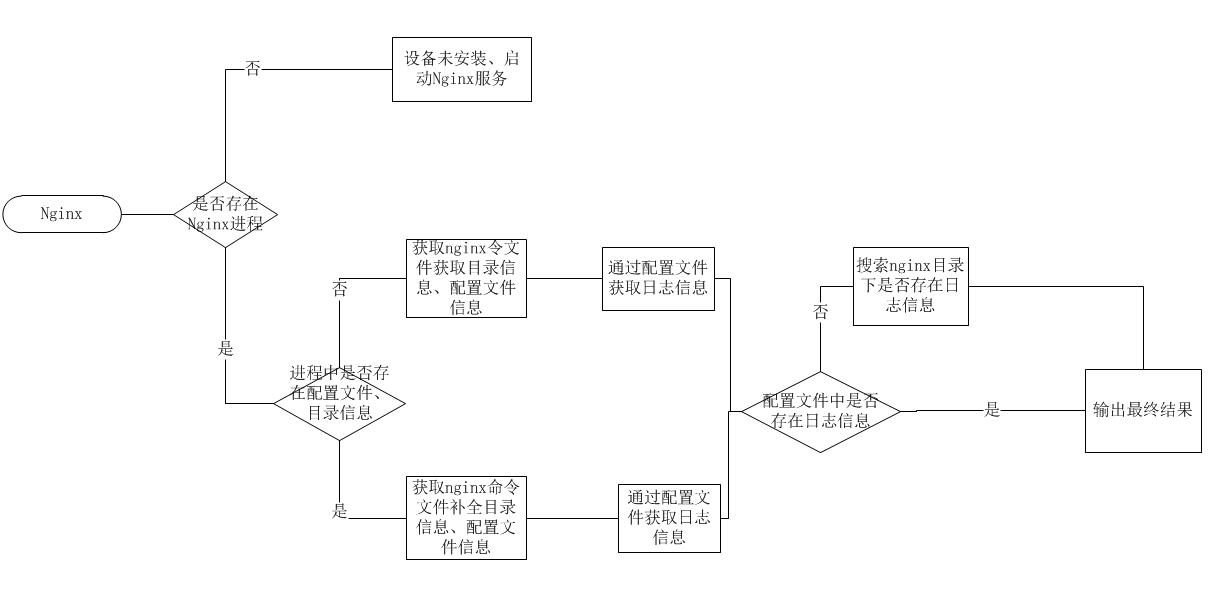 否
设备未安装、启
动Nginx服务
Nginx
是否存在
Nginx进程
是
否
获取nginx令文
件获取目录信
息、配置文件
信息
通过配置文件
获取日志信息
进程中是否存
在配置文件、
目录信息
是
获取nginx命令
文件补全目录
信息、配置文
件信息
通过配置文
件获取日志
信息
配置文件中是否
存在日志信息
否
搜索nginx目录
下是否存在日
志信息
是
输出最终结果